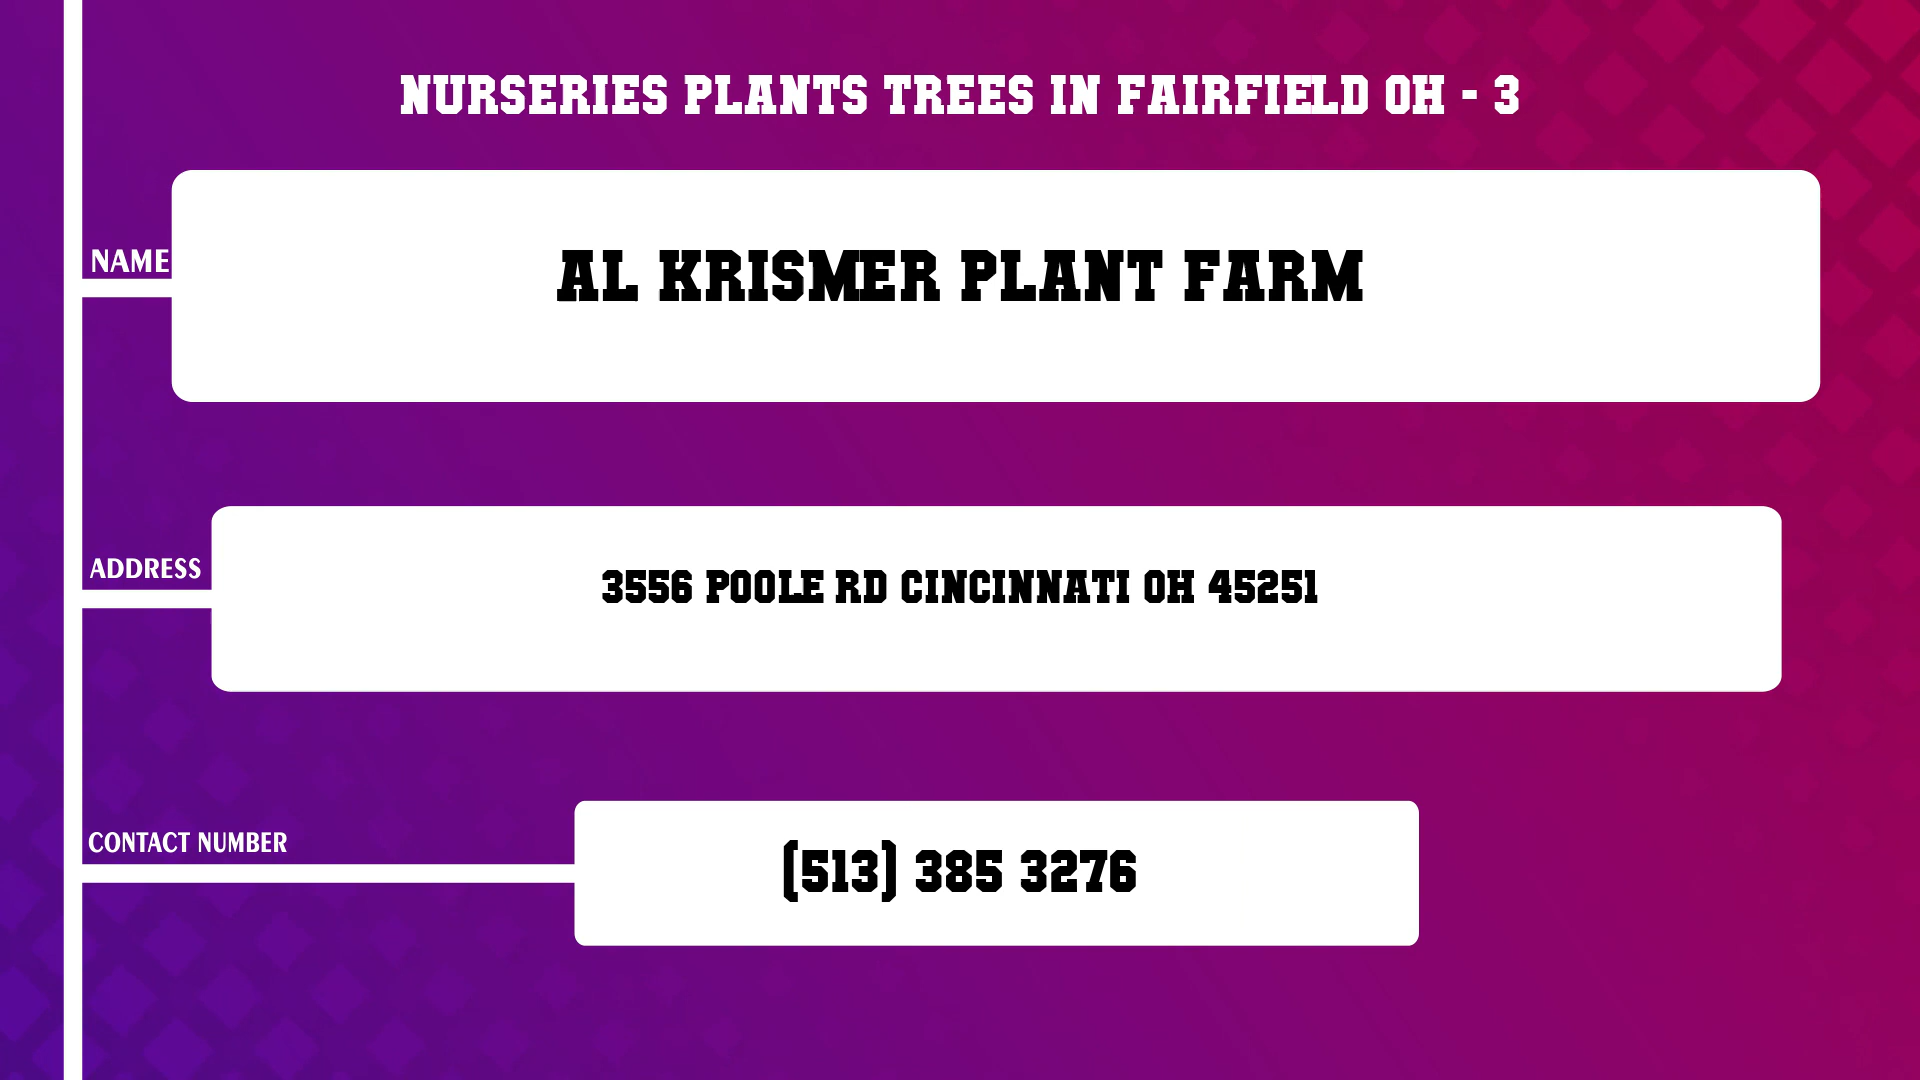 NURSERIES PLANTS TREES IN FAIRFIELD OH - 3
NAME
AL KRISMER PLANT FARM
ADDRESS
3556 POOLE RD CINCINNATI OH 45251
CONTACT NUMBER
(513) 385 3276